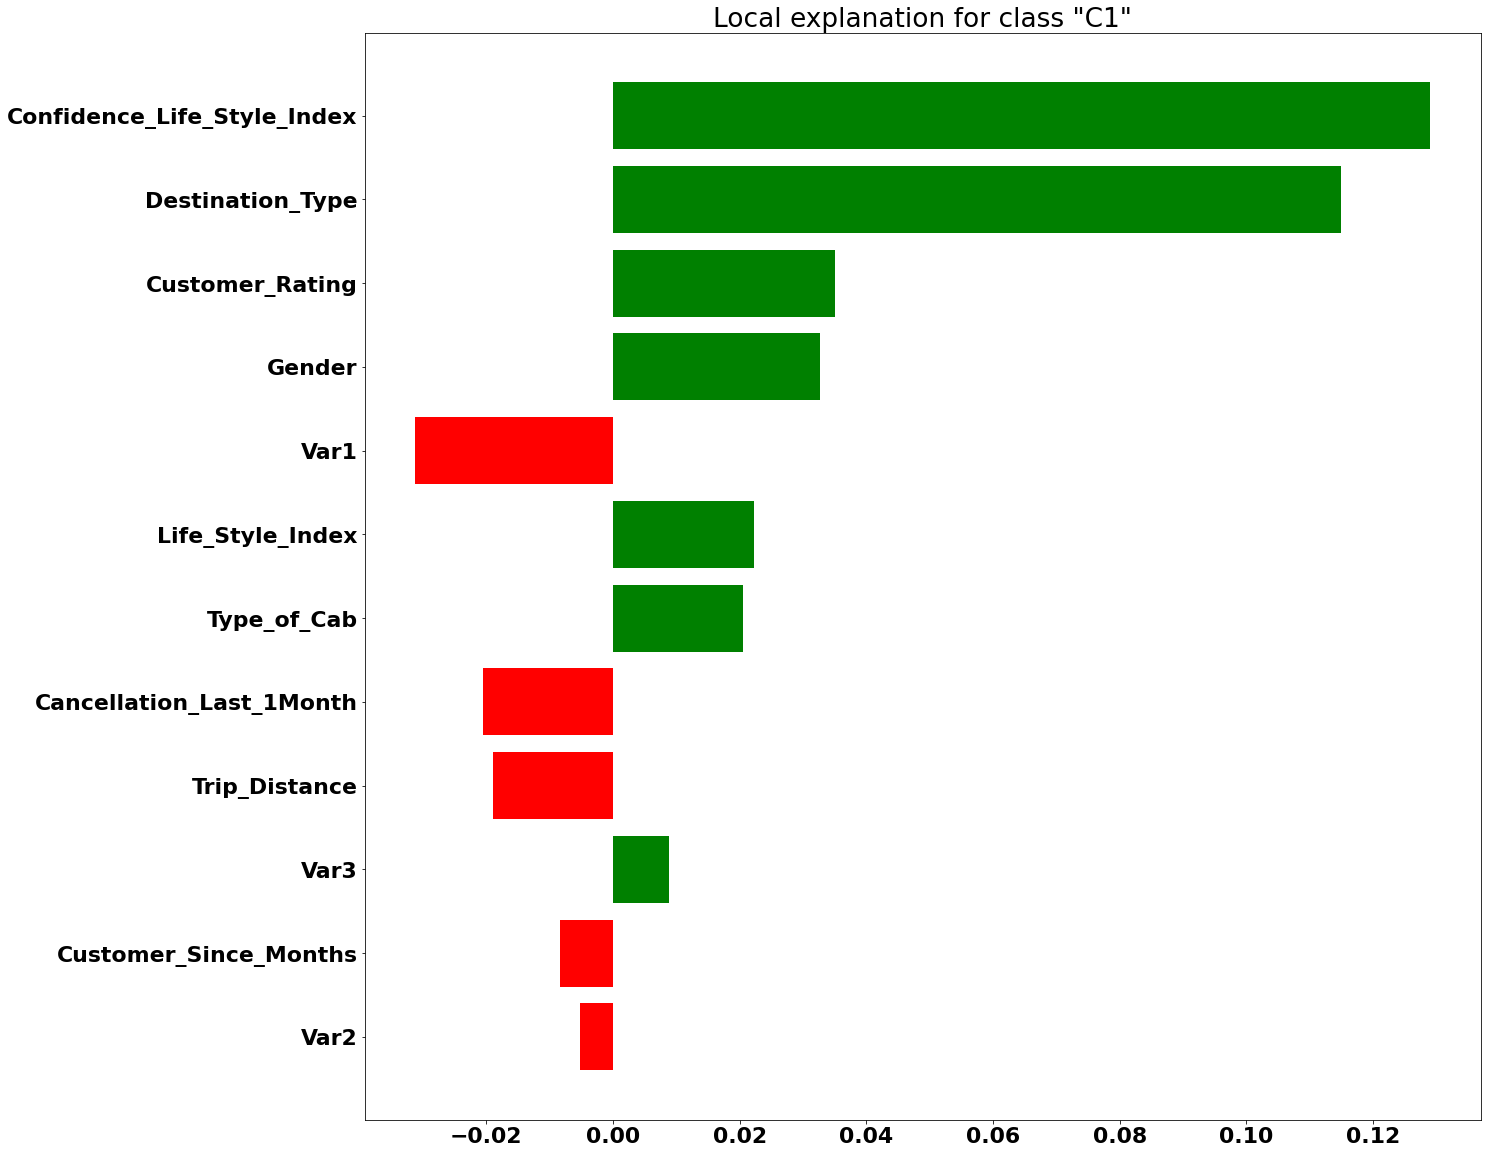 Local explanation for class "C1"
Confidence_Life_Style_Index
Destination_Type
Customer_Rating
Gender
Var1
Life_Style_Index
Type_of_Cab
Cancellation_Last_1Month
Trip_Distance
Var3
Customer_Since_Months
Var2
−0.02 0.00 0.02 0.04 0.06 0.08 0.10 0.12